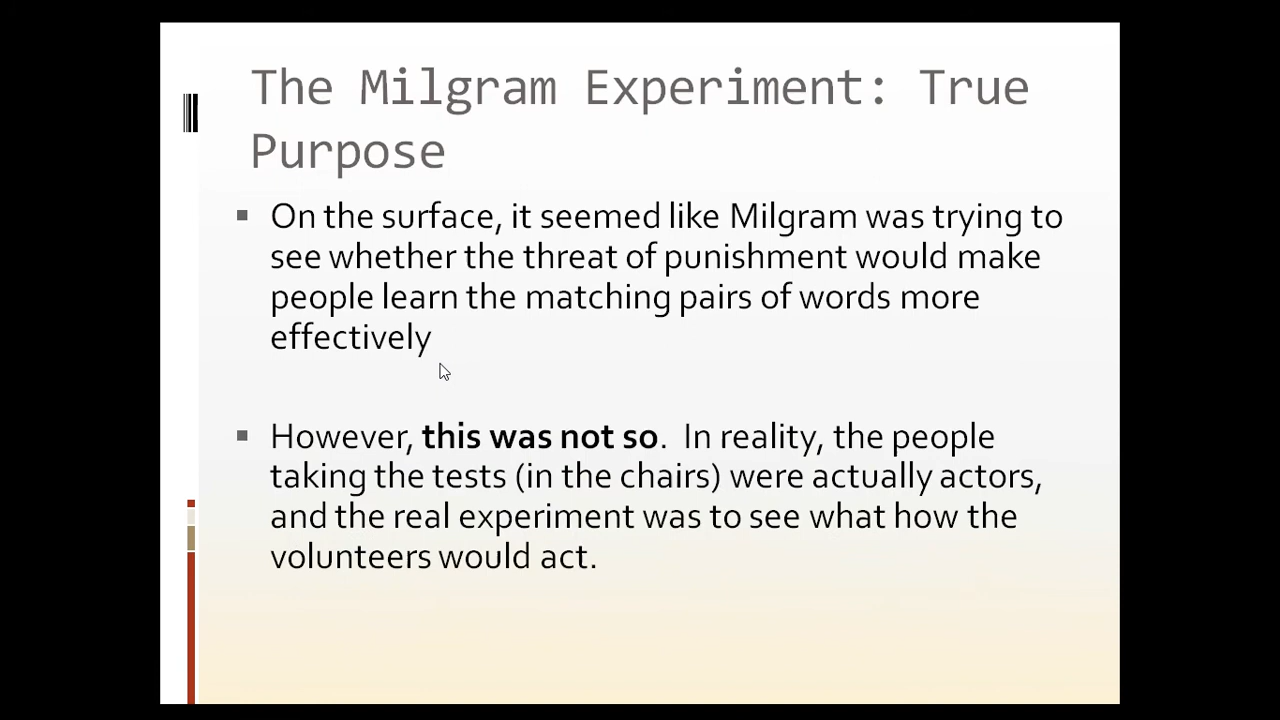 The Milgram Experiment: True
Purpose
▪ On the surface, it seemed like Milgram was trying to
see whether the threat of punishment would make
people learn the matching pairs of words more
effectively
▪ However, this was not so.  In reality, the people
taking the tests (in the chairs) were actually actors,
and the real experiment was to see what how the
volunteers would act.